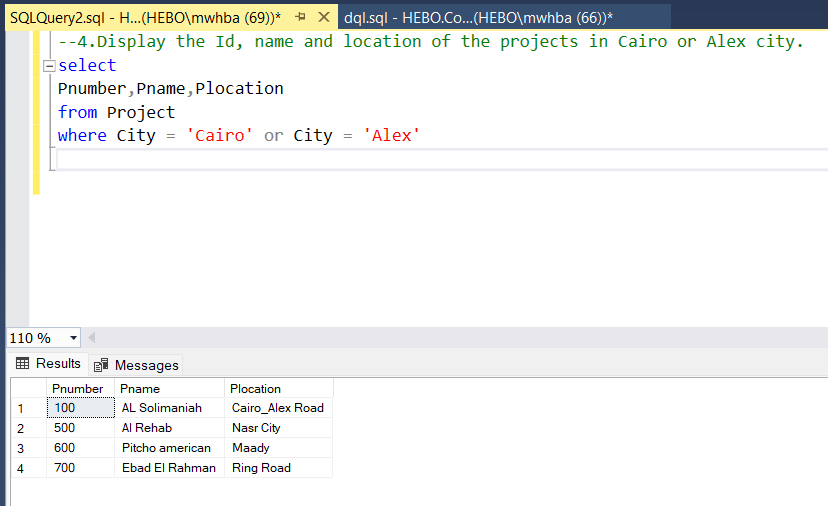 SQLQuery2.sql - H...(HEBO\mwhba (69))* dql.sql - HEBO.Co...(HEBO\mwhba (66))*
--4.Display the Id, name and location of the projects in Cairo or Alex city.
select
Pnumber,Pname,Plocation
from Project
where City = 'Cairo' or City = 'Alex'
110 %
Results Messages
Pnumber Pname Plocation
1 100 AL Solimaniah Cairo_Alex Road
2 500 Al Rehab Nasr City
3 600 Pitcho american Maady
4 700 Ebad El Rahman Ring Road